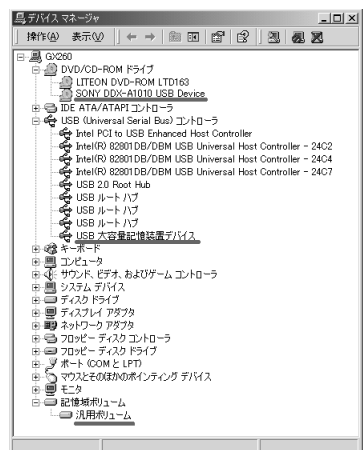 デバイス マネージャ
操作(A) 表示(V)
GX260
DVD/CD-ROM ドライブ
LITEON DVD-ROM LTD163
SONY DDX-A1010 USB Device
IDE ATA/ATAPI コントローラ
USB (Universal Serial Bus) コントローラ
Intel PCI to USB Enhanced Host Controller
Intel(R) 82801DB/DBM USB Universal Host Controller - 24C2
Intel(R) 82801DB/DBM USB Universal Host Controller - 24C4
Intel(R) 82801DB/DBM USB Universal Host Controller - 24C7
USB 2.0 Root Hub
USB ルート ハブ
USB ルート ハブ
USB ルート ハブ
USB 大容量記憶装置デバイス
キーボード
コンピュータ
サウンド、ビデオ、およびゲーム コントローラ
システム デバイス
ディスク ドライブ
ディスプレイ アダプタ
ネットワーク アダプタ
フロッピー ディスク コントローラ
フロッピー ディスク ドライブ
ポート (COM と LPT)
マウスとそのほかのポインティング デバイス
モニタ
記憶域ボリューム
汎用ボリューム